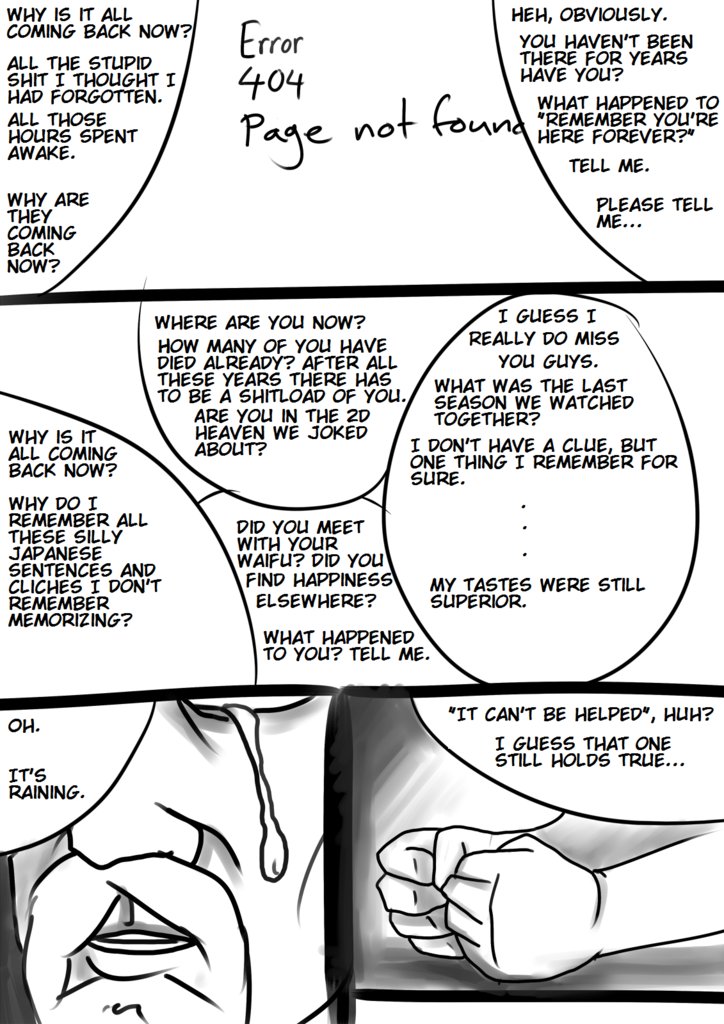 WHY IS IT ALL
COMING BACK NOW?
ALL THE STUPID
SHIT I THOUGHT I
HAD FORGOTTEN.
ALL THOSE
HOURS SPENT
AWAKE.
WHY ARE
THEY
COMING
BACK
NOW?
Error
404
Page not found
HEH, OBVIOUSLY.
YOU HAVEN'T BEEN
THERE FOR YEARS
HAVE YOU?
WHAT HAPPENED TO
"REMEMBER YOU'RE
HERE FOREVER?"
TELL ME.
PLEASE TELL
ME...
WHY IS IT
ALL COMING
BACK NOW?
WHY DO I
REMEMBER ALL
THESE SILLY
JAPANESE
SENTENCES AND
CLICHES I DON'T
REMEMBER
MEMORIZING?
WHERE ARE YOU NOW?
HOW MANY OF YOU HAVE
DIED ALREADY? AFTER ALL
THESE YEARS THERE HAS
TO BE A SHITLOAD OF YOU.
ARE YOU IN THE 2D
HEAVEN WE JOKED
ABOUT?
DID YOU MEET
WITH YOUR
WAIFU? DID YOU
FIND HAPPINESS
ELSEWHERE?
WHAT HAPPENED
TO YOU? TELL ME.
I GUESS I
REALLY DO MISS
YOU GUYS.
WHAT WAS THE LAST
SEASON WE WATCHED
TOGETHER?
I DON'T HAVE A CLUE, BUT
ONE THING I REMEMBER FOR
SURE.
.
.
.
MY TASTES WERE STILL
SUPERIOR.
OH.
IT'S
RAINING.
"IT CAN'T BE HELPED", HUH?
I GUESS THAT ONE
STILL HOLDS TRUE...